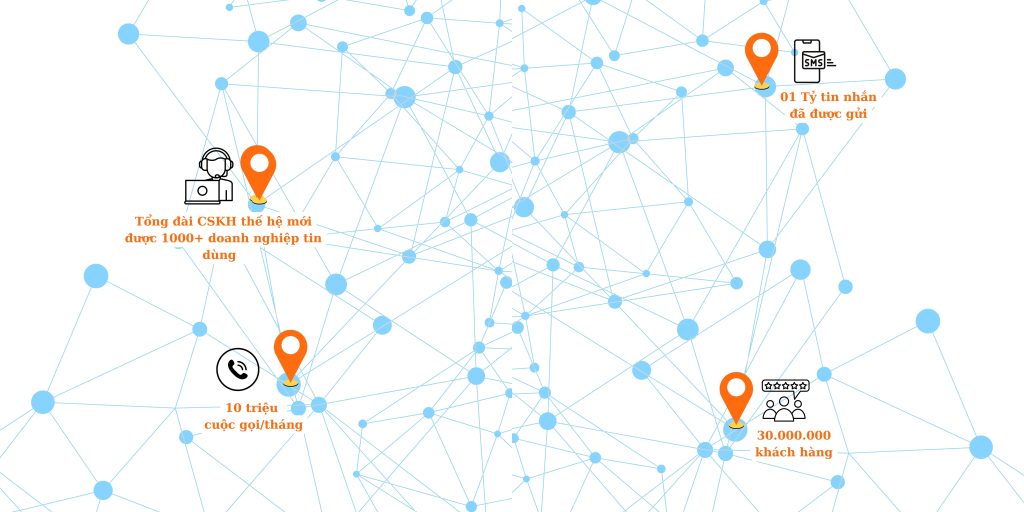 SMS
01 Tỷ tin nhắn
đã được gửi
Tổng đài CSKH thế hệ mới
được 1000+ doanh nghiệp tin
dùng
10 triệu
cuộc gọi/tháng
30.000.000
khách hàng